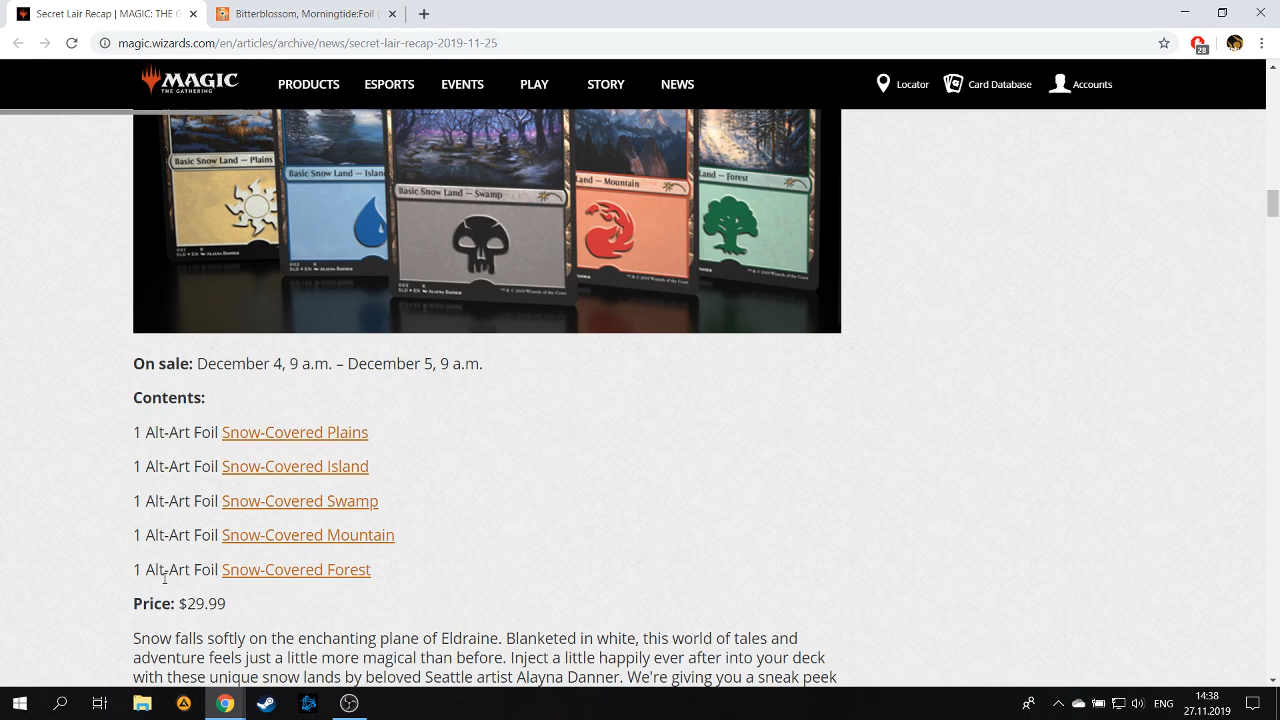 Secret Lair Recap | MAGIC: THE G
Bitterblossom, Morningtide:Foil (
magic.wizards.com/en/articles/archive/news/secret-lair-recap-2019-11-25
28
MAGIC
THE GATHERING
PRODUCTS
ESPORTS
EVENTS
PLAY
STORY
NEWS
Locator
Card Database
Accounts
Basic Snow Land — Plains
Basic Snow Land — Islan
Basic Snow Land — Swamp
Land — Mountain
Land — Forest
On sale: December 4, 9 a.m. – December 5, 9 a.m.
Contents:
1 Alt-Art Foil Snow-Covered Plains
1 Alt-Art Foil Snow-Covered Island
1 Alt-Art Foil Snow-Covered Swamp
1 Alt-Art Foil Snow-Covered Mountain
1 Alt-Art Foil Snow-Covered Forest
Price: $29.99
Snow falls softly on the enchanting plane of Eldraine. Blanketed in white, this world of tales and
adventure feels just a little more magical than before. Inject a little happily ever after into your deck
with these unique snow lands by beloved Seattle artist Alayna Danner. We're giving you a sneak peek
ENG
14:38
27.11.2019